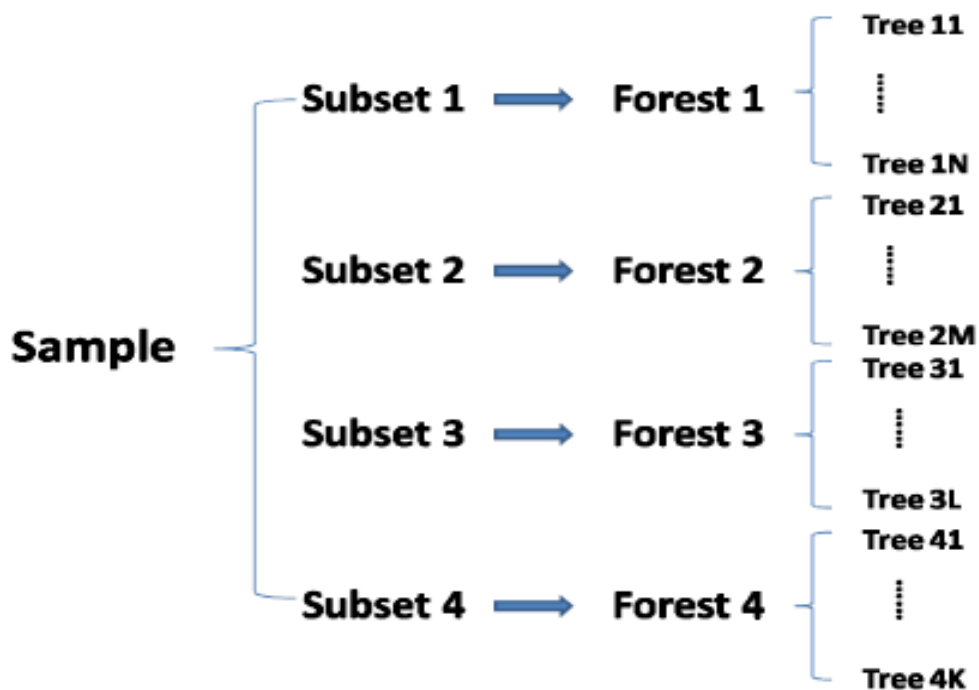 Sample
Subset 1
Forest 1
Tree 11
Tree 1N
Subset 2
Forest 2
Tree 21
Tree 2M
Subset 3
Forest 3
Tree 31
Tree 3L
Subset 4
Forest 4
Tree 41
Tree 4K